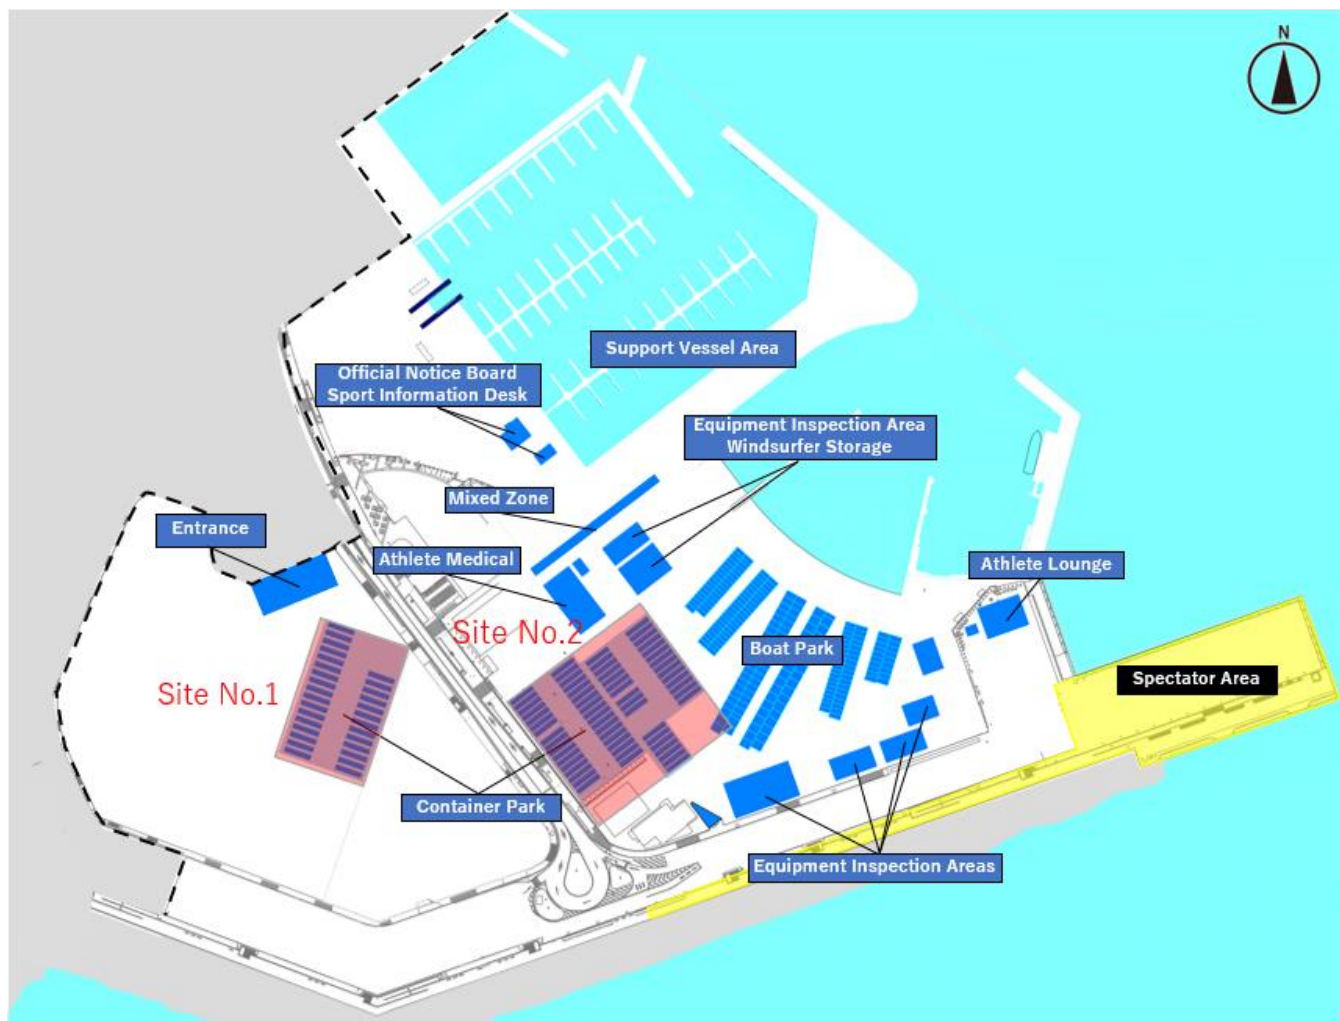 N
Support Vessel Area
Official Notice Board
Sport Information Desk
Equipment Inspection Area
Windsurfer Storage
Mixed Zone
Entrance
Athlete Medical
Athlete Lounge
Site No.2
Boat Park
Spectator Area
Site No.1
Container Park
Equipment Inspection Areas